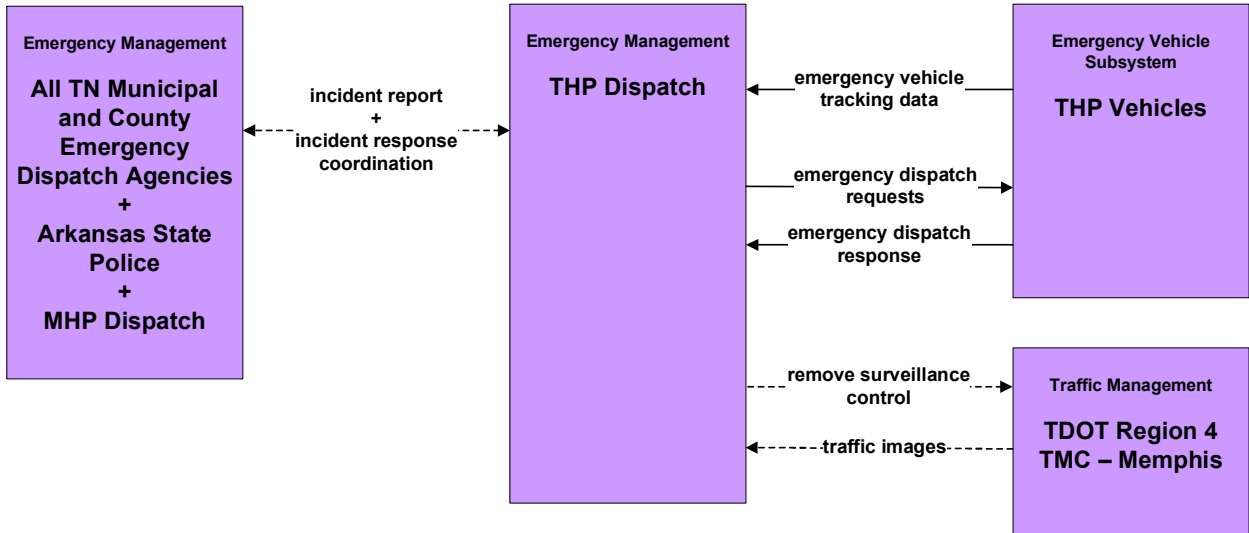 Emergency Management
All TN Municipal
and County
Emergency
Dispatch Agencies
+
Arkansas State
Police
+
MHP Dispatch
incident report
+
incident response
coordination
Emergency Management
THP Dispatch
emergency vehicle
tracking data
emergency dispatch
requests
emergency dispatch
response
remove surveillance
control
traffic images
Emergency Vehicle
Subsystem
THP Vehicles
Traffic Management
TDOT Region 4
TMC – Memphis